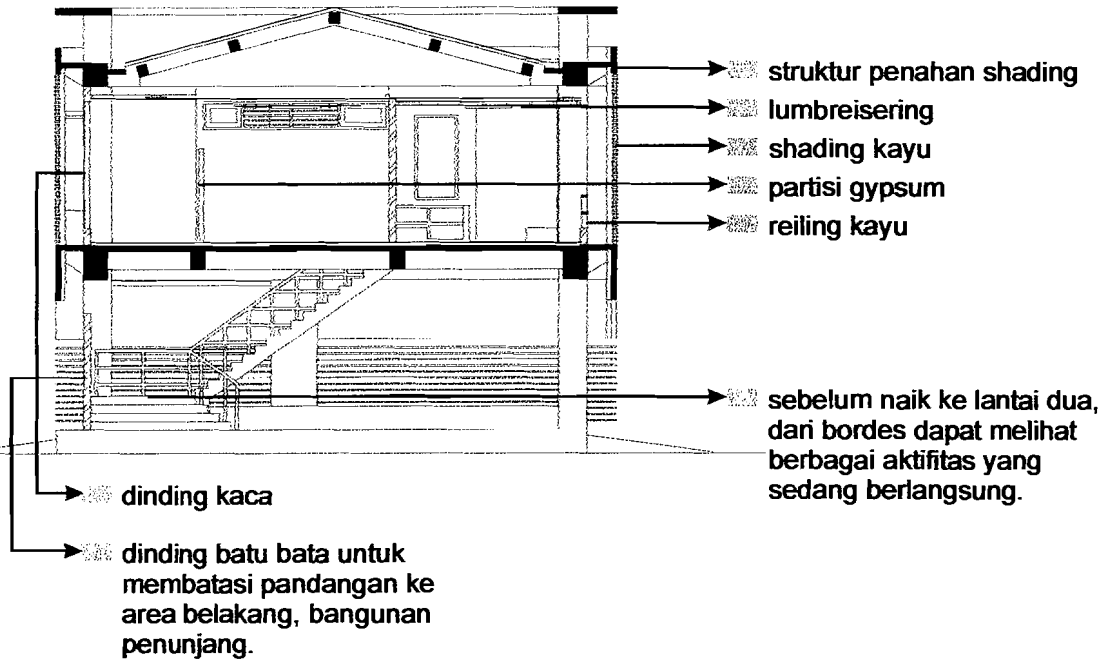 struktur penahan shading
lumbreisering
shading kayu
partisi gypsum
reiling kayu
sebelum naik ke lantai dua,
dari bordes dapat melihat
berbagai aktifitas yang
sedang berlangsung.
dinding kaca
dinding batu bata untuk
membatasi pandangan ke
area belakang, bangunan
penunjang.